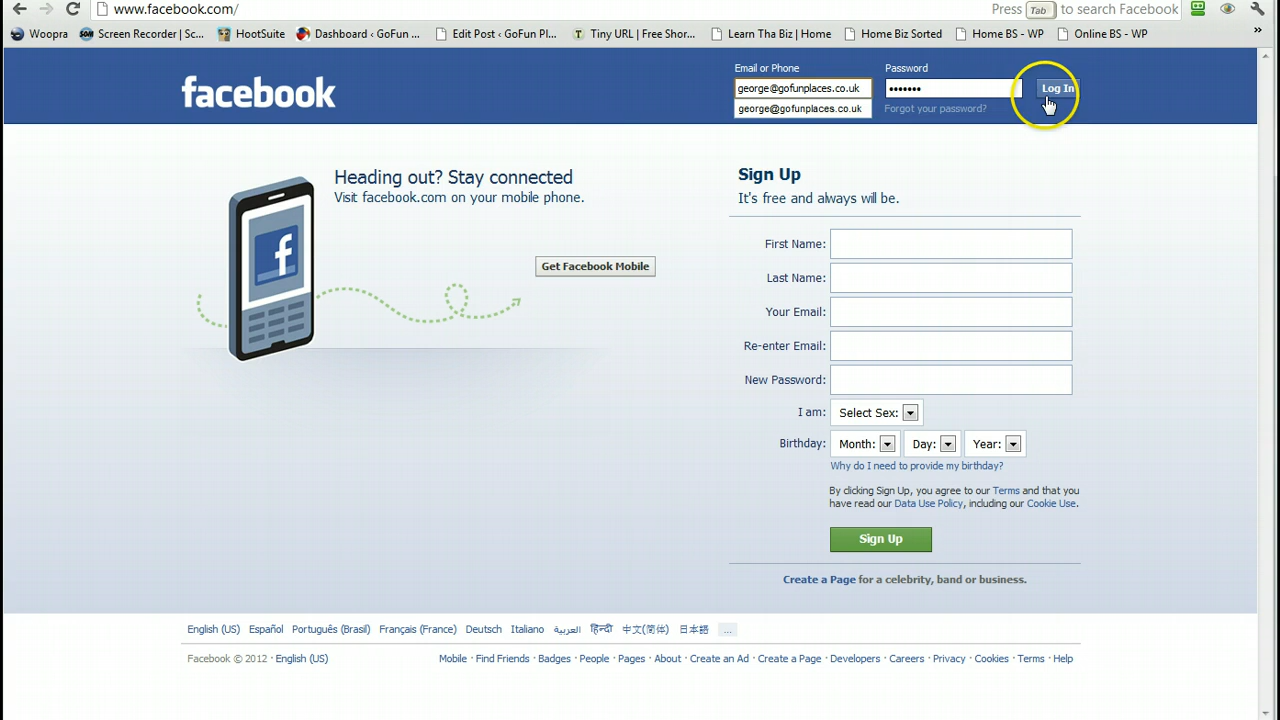 www.facebook.com/
Press Tab to search Facebook
Woopra
Screen Recorder | Sc...
HootSuite
Dashboard ‹ GoFun ...
Edit Post ‹ GoFun Pl...
Tiny URL | Free Shor...
Learn Tha Biz | Home
Home Biz Sorted
Home BS - WP
Online BS - WP
»
Email or Phone
Password
facebook
george@gofunplaces.co.uk
•••••••
Log In
george@gofunplaces.co.uk
Forgot your password?
Heading out? Stay connected
Visit facebook.com on your mobile phone.
f
Get Facebook Mobile
Sign Up
It's free and always will be.
First Name:
Last Name:
Your Email:
Re-enter Email:
New Password:
I am: Select Sex:
Birthday: Month: Day: Year:
Why do I need to provide my birthday?
By clicking Sign Up, you agree to our Terms and that you
have read our Data Use Policy, including our Cookie Use.
Sign Up
Create a Page for a celebrity, band or business.
English (US) Español Português (Brasil) Français (France) Deutsch Italiano العربية हिन्दी 中文(简体) 日本語 ...
Facebook © 2012 · English (US)
Mobile · Find Friends · Badges · People · Pages · About · Create an Ad · Create a Page · Developers · Careers · Privacy · Cookies · Terms · Help